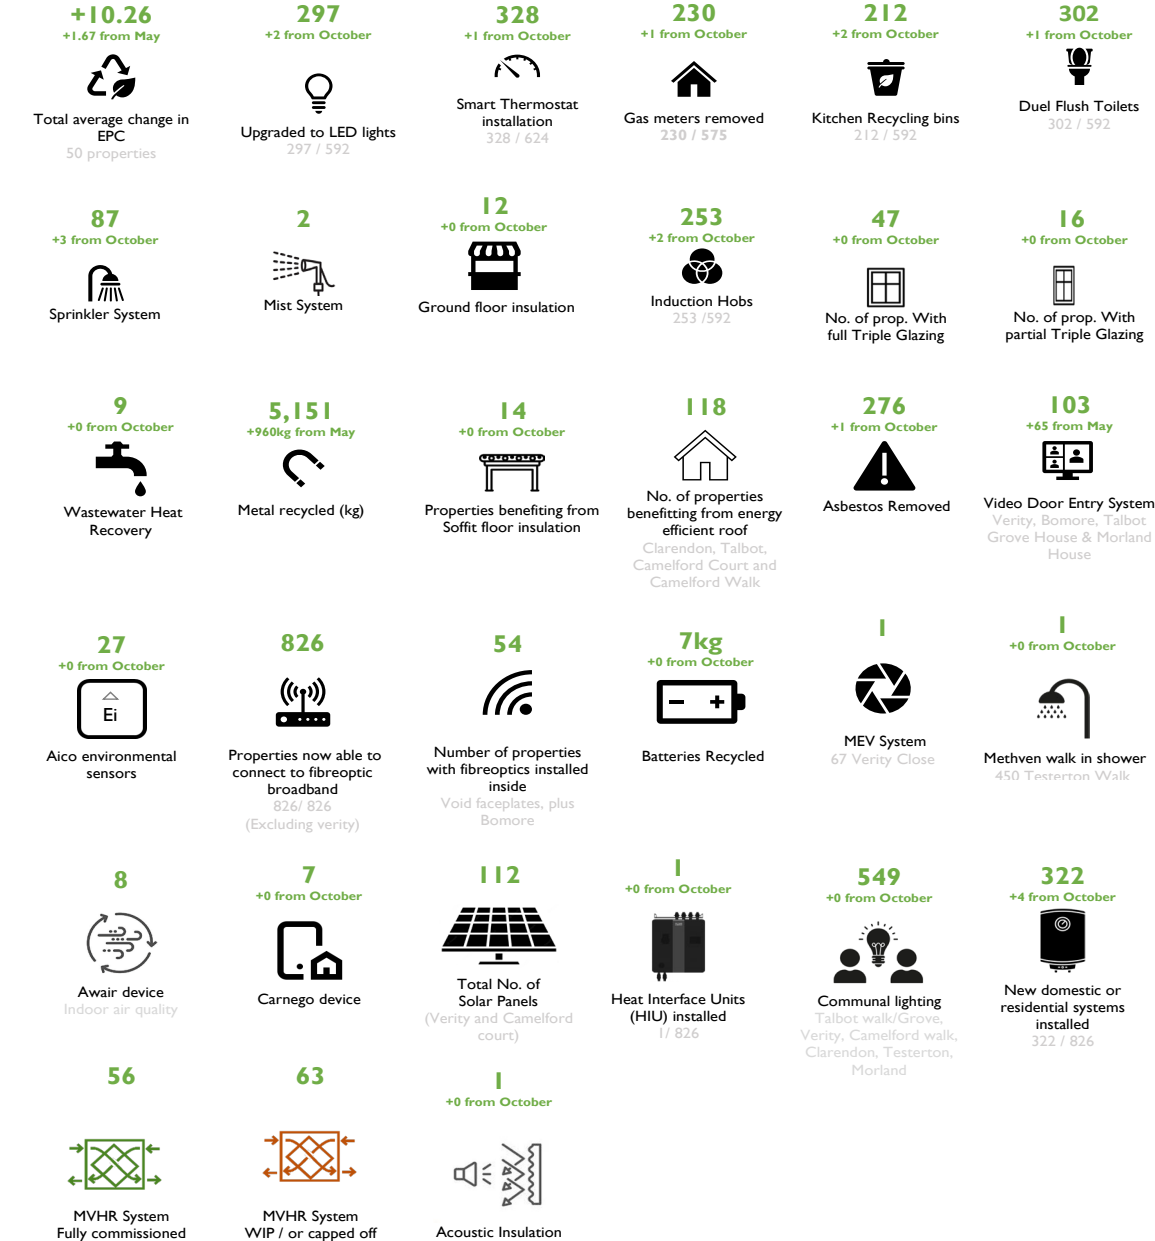 +10.26
+1.67 from May
Total average change in
EPC
50 properties
297
+2 from October
Upgraded to LED lights
297 / 592
328
+1 from October
Smart Thermostat
installation
328 / 624
230
+1 from October
Gas meters removed
230 / 575
212
+2 from October
Kitchen Recycling bins
212 / 592
302
+1 from October
Duel Flush Toilets
302 / 592
87
+3 from October
Sprinkler System
2
Mist System
12
+0 from October
Ground floor insulation
253
+2 from October
Induction Hobs
253 /592
47
+0 from October
No. of prop. With
full Triple Glazing
16
+0 from October
No. of prop. With
partial Triple Glazing
9
+0 from October
Wastewater Heat
Recovery
5,151
+960kg from May
Metal recycled (kg)
14
+0 from October
Properties benefiting from
Soffit floor insulation
118
No. of properties
benefitting from energy
efficient roof
Clarendon, Talbot,
Camelford Court and
Camelford Walk
276
+1 from October
Asbestos Removed
103
+65 from May
Video Door Entry System
Verity, Bomore, Talbot
Grove House & Morland
House
27
+0 from October
Ei
Aico environmental
sensors
826
Properties now able to
connect to fibreoptic
broadband
826/ 826
(Excluding verity)
54
Number of properties
with fibreoptics installed
inside
Void faceplates, plus
Bomore
7kg
+0 from October
Batteries Recycled
1
MEV System
67 Verity Close
1
+0 from October
Methven walk in shower
450 Testerton Walk
8
Awair device
Indoor air quality
7
+0 from October
Carnego device
112
Total No. of
Solar Panels
(Verity and Camelford
court)
1
+0 from October
Heat Interface Units
(HIU) installed
1/ 826
549
+0 from October
Communal lighting
Talbot walk/Grove,
Verity, Camelford walk,
Clarendon, Testerton,
Morland
322
+4 from October
New domestic or
residential systems
installed
322 / 826
56
MVHR System
Fully commissioned
63
MVHR System
WIP / or capped off
1
+0 from October
Acoustic Insulation